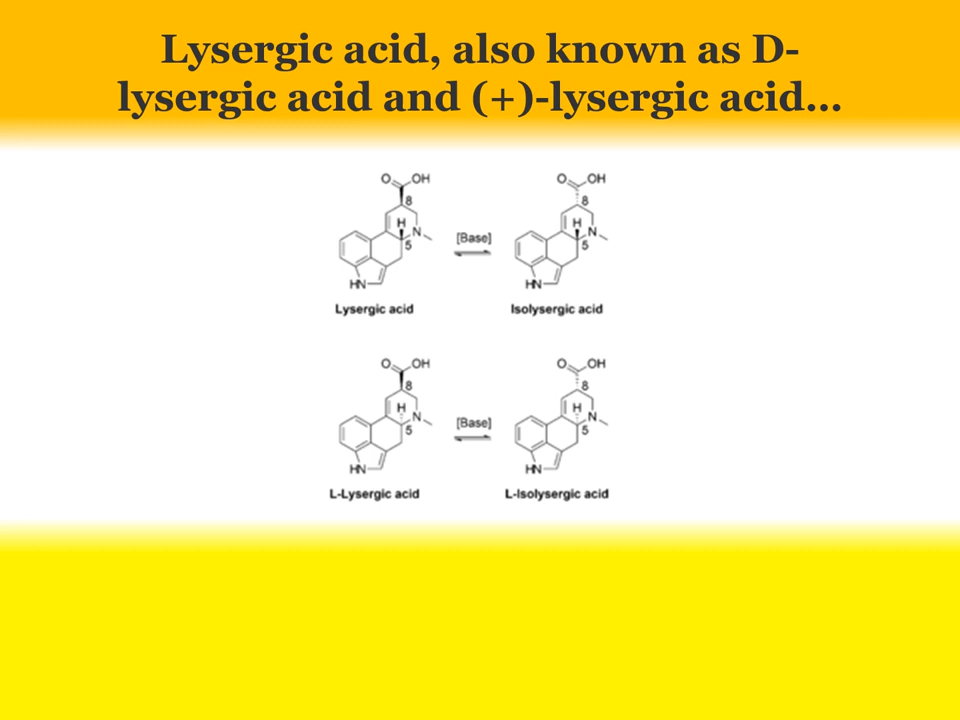 Lysergic acid, also known as D-
lysergic acid and (+)-lysergic acid...
O OH
8
H
N
5
HN
[Base]
O OH
8
H
N
5
HN
Lysergic acid
Isolysergic acid
O OH
8
H
N
5
HN
[Base]
O OH
8
H
N
5
HN
L-Lysergic acid
L-Isolysergic acid